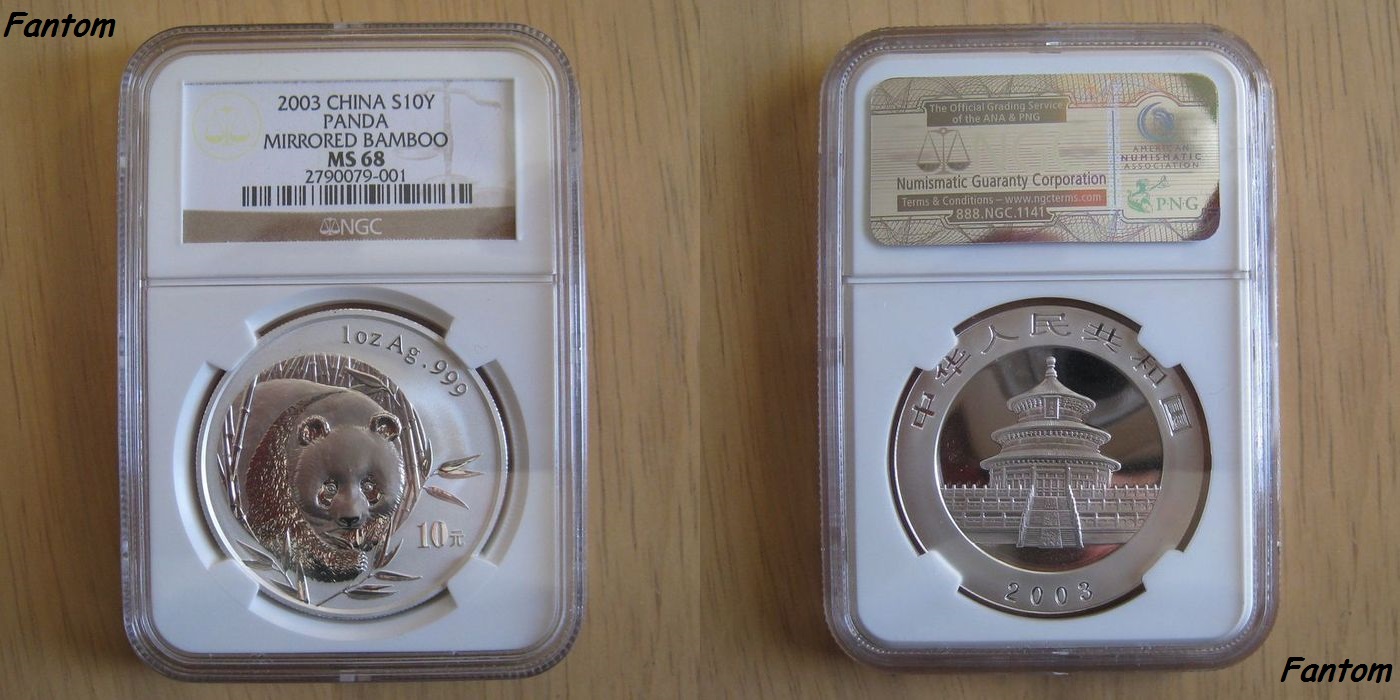 Fantom
2003 CHINA S10Y
PANDA
MIRRORED BAMBOO
MS 68
2790079-001
NGC
1oz Ag .999
10元
The Official Grading Service
of the ANA & PNG
AMERICAN
NUMISMATIC
ASSOCIATION
Numismatic Guaranty Corporation
Terms & Conditions – www.ngcterms.com
888.NGC.1141
PNG
中华人民共和国
2003
Fantom